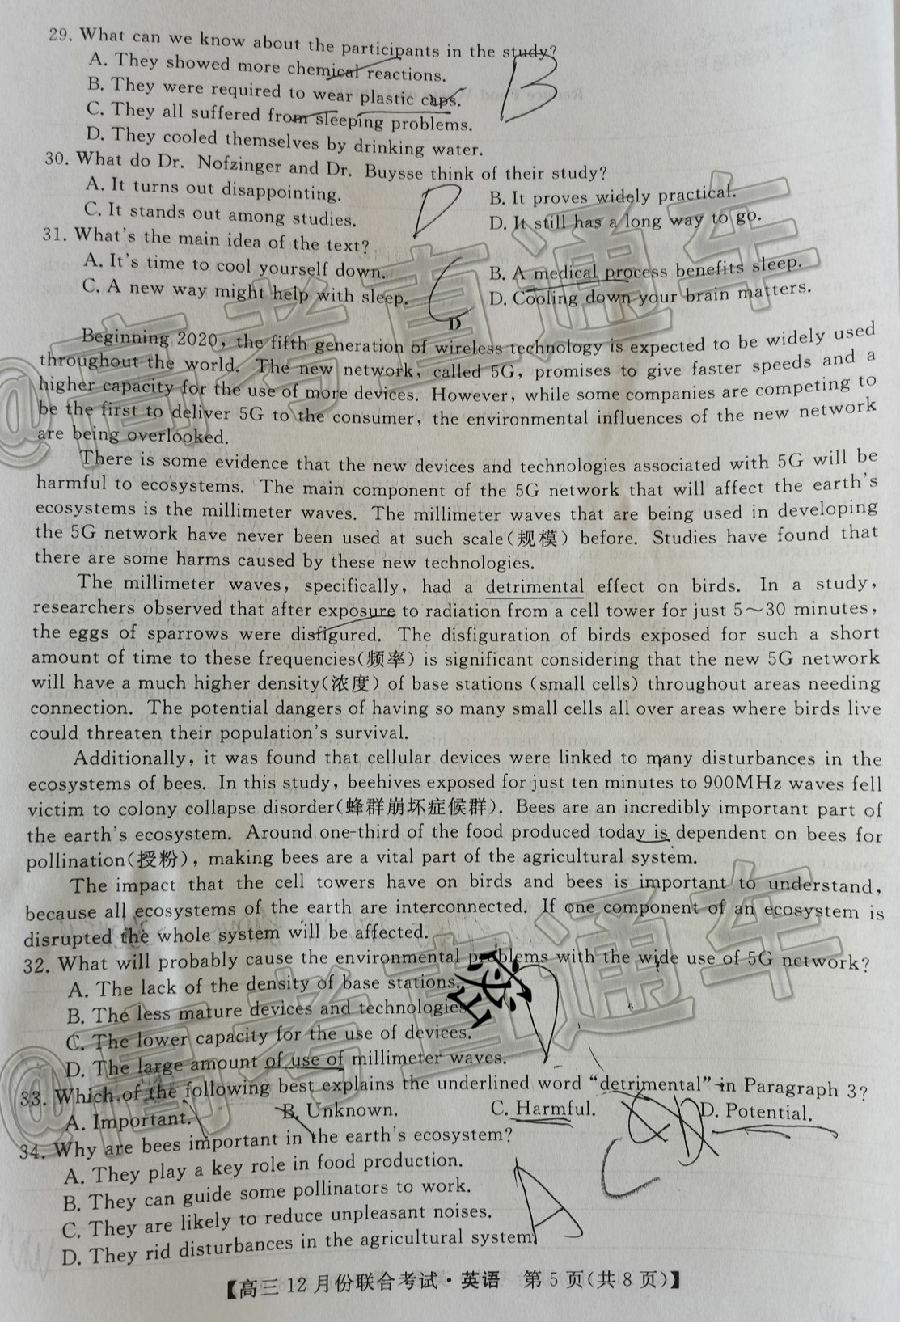 29. What can we know about the participants in the study?
A. They showed more chemical reactions.
B. They were required to wear plastic caps.
C. They all suffered from sleeping problems.
D. They cooled themselves by drinking water.
B
30. What do Dr. Nofzinger and Dr. Buysse think of their study?
A. It turns out disappointing. B. It proves widely practical.
C. It stands out among studies. D. It still has a long way to go.
D
31. What's the main idea of the text?
A. It's time to cool yourself down. B. A medical process benefits sleep.
C. A new way might help with sleep. D. Cooling down your brain matters.
C
D
Beginning 2020, the fifth generation of wireless technology is expected to be widely used
throughout the world. The new network, called 5G, promises to give faster speeds and a
higher capacity for the use of more devices. However, while some companies are competing to
be the first to deliver 5G to the consumer, the environmental influences of the new network
are being overlooked.
There is some evidence that the new devices and technologies associated with 5G will be
harmful to ecosystems. The main component of the 5G network that will affect the earth's
ecosystems is the millimeter waves. The millimeter waves that are being used in developing
the 5G network have never been used at such scale(规模) before. Studies have found that
there are some harms caused by these new technologies.
The millimeter waves, specifically, had a detrimental effect on birds. In a study,
researchers observed that after exposure to radiation from a cell tower for just 5～30 minutes,
the eggs of sparrows were disfigured. The disfiguration of birds exposed for such a short
amount of time to these frequencies(频率) is significant considering that the new 5G network
will have a much higher density(浓度) of base stations (small cells) throughout areas needing
connection. The potential dangers of having so many small cells all over areas where birds live
could threaten their population's survival.
Additionally, it was found that cellular devices were linked to many disturbances in the
ecosystems of bees. In this study, beehives exposed for just ten minutes to 900MHz waves fell
victim to colony collapse disorder(蜂群崩坏症候群). Bees are an incredibly important part of
the earth's ecosystem. Around one-third of the food produced today is dependent on bees for
pollination(授粉), making bees are a vital part of the agricultural system.
The impact that the cell towers have on birds and bees is important to understand,
because all ecosystems of the earth are interconnected. If one component of an ecosystem is
disrupted the whole system will be affected.
32. What will probably cause the environmental problems with the wide use of 5G network?
A. The lack of the density of base stations.
B. The less mature devices and technologies.
C. The lower capacity for the use of devices.
D. The large amount of use of millimeter waves.
33. Which of the following best explains the underlined word "detrimental" in Paragraph 3?
A. Important. B. Unknown. C. Harmful. D. Potential.
C
34. Why are bees important in the earth's ecosystem?
A. They play a key role in food production.
B. They can guide some pollinators to work.
C. They are likely to reduce unpleasant noises.
D. They rid disturbances in the agricultural system
A
【高三 12 月份联合考试·英语 第 5 页(共 8 页)】
@高考直通车
@高考直通车